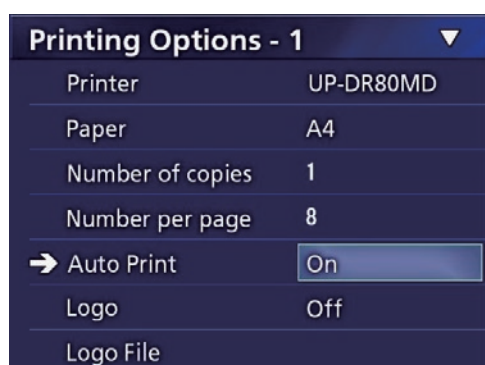 Printing Options - 1
Printer UP-DR80MD
Paper A4
Number of copies 1
Number per page 8
Auto Print On
Logo Off
Logo File